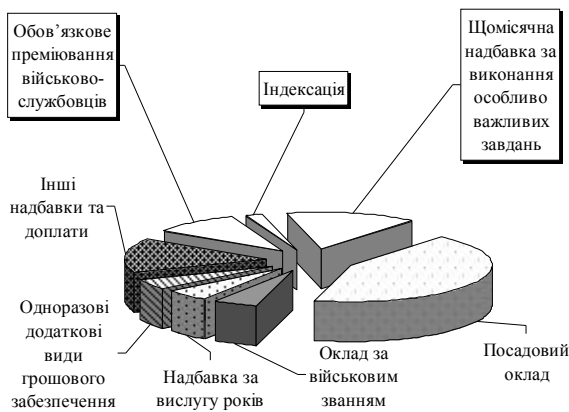 Обов’язкове
преміювання
військово-
службовців
Індексація
Щомісячна
надбавка за
виконання
особливо
важливих
завдань
Інші
надбавки та
доплати
Одноразові
додаткові
види
грошового
забезпечення
Надбавка за
вислугу років
Оклад за
військовим
званням
Посадовий
оклад